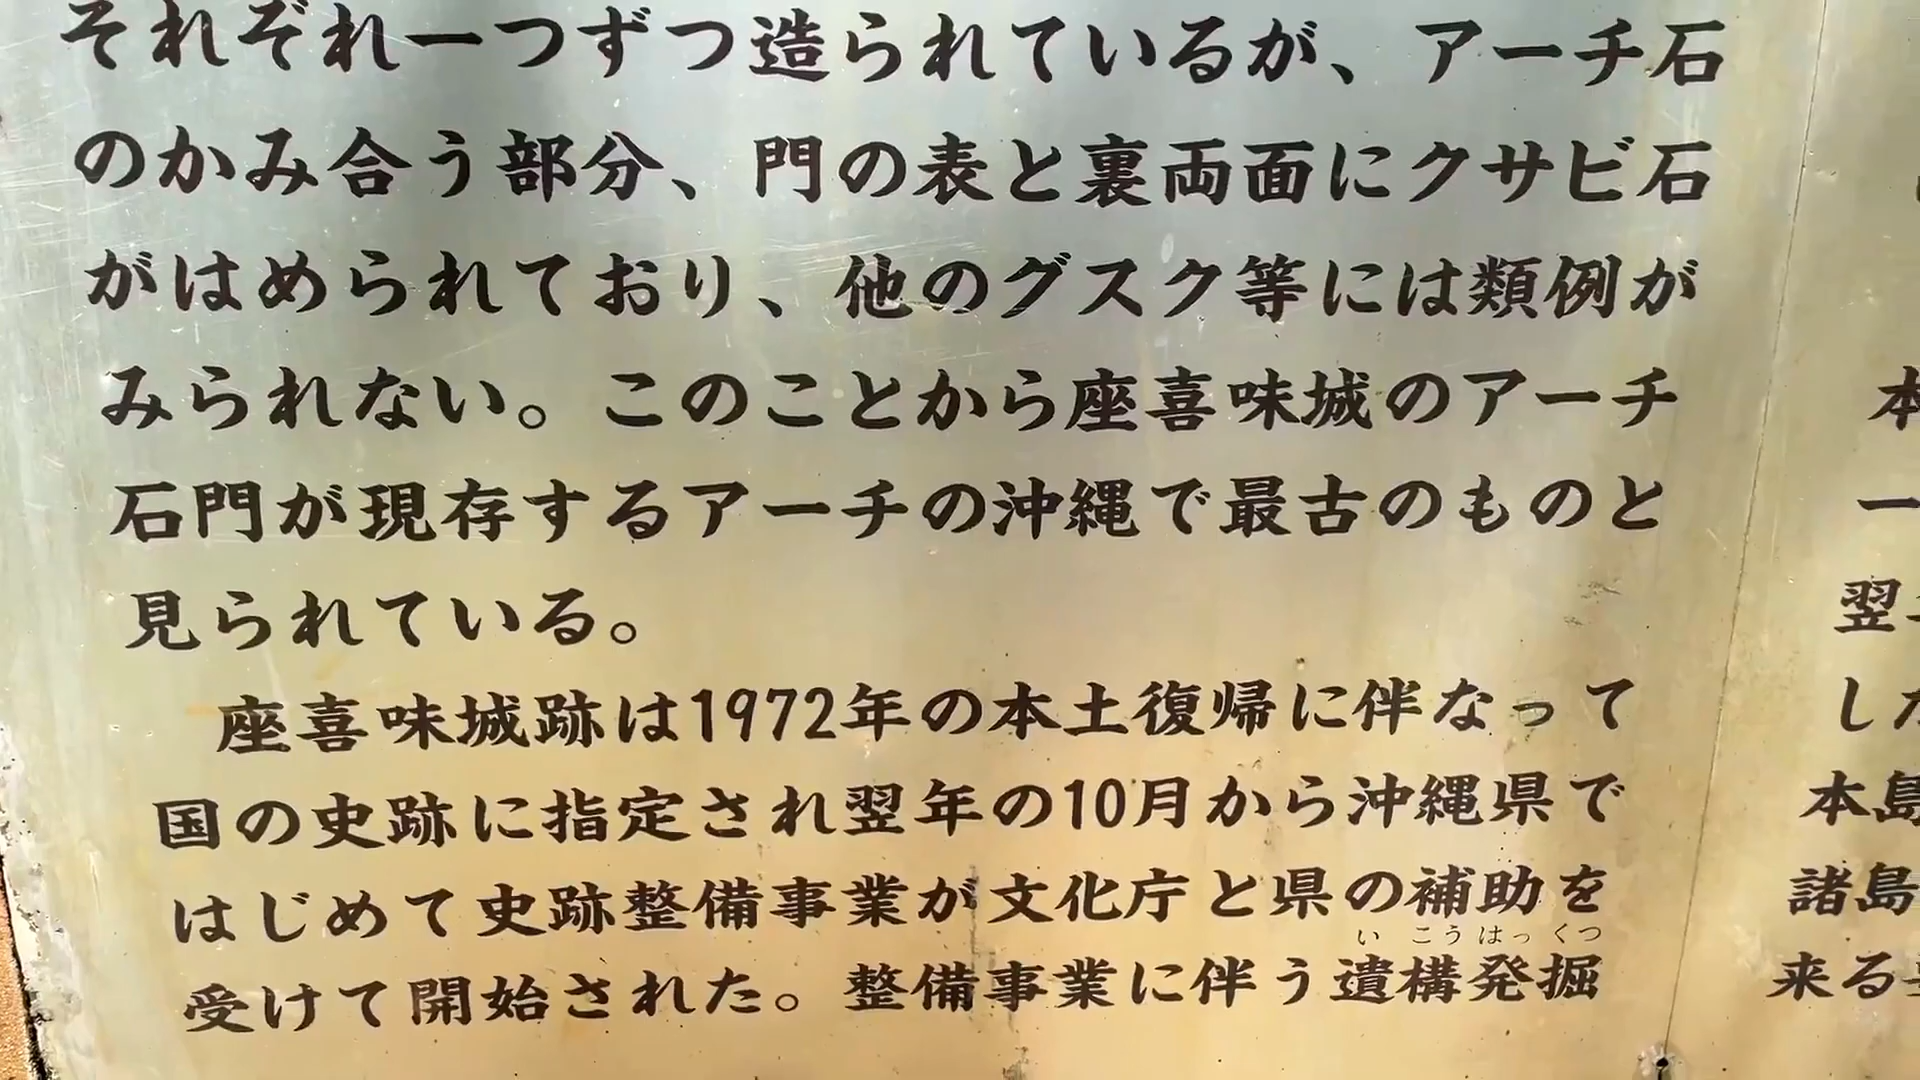 それぞれ一つずつ造られているが、アーチ石
のかみ合う部分、門の表と裏両面にクサビ石
がはめられており、他のグスク等には類例が
みられない。このことから座喜味城のアーチ
石門が現存するアーチの沖縄で最古のものと
見られている。
座喜味城跡は1972年の本土復帰に伴なって
国の史跡に指定され翌年の10月から沖縄県で
はじめて史跡整備事業が文化庁と県の補助を
いこうはっくつ
受けて開始された。整備事業に伴う遺構発掘
本
一
翌
し
本島
諸島
来る